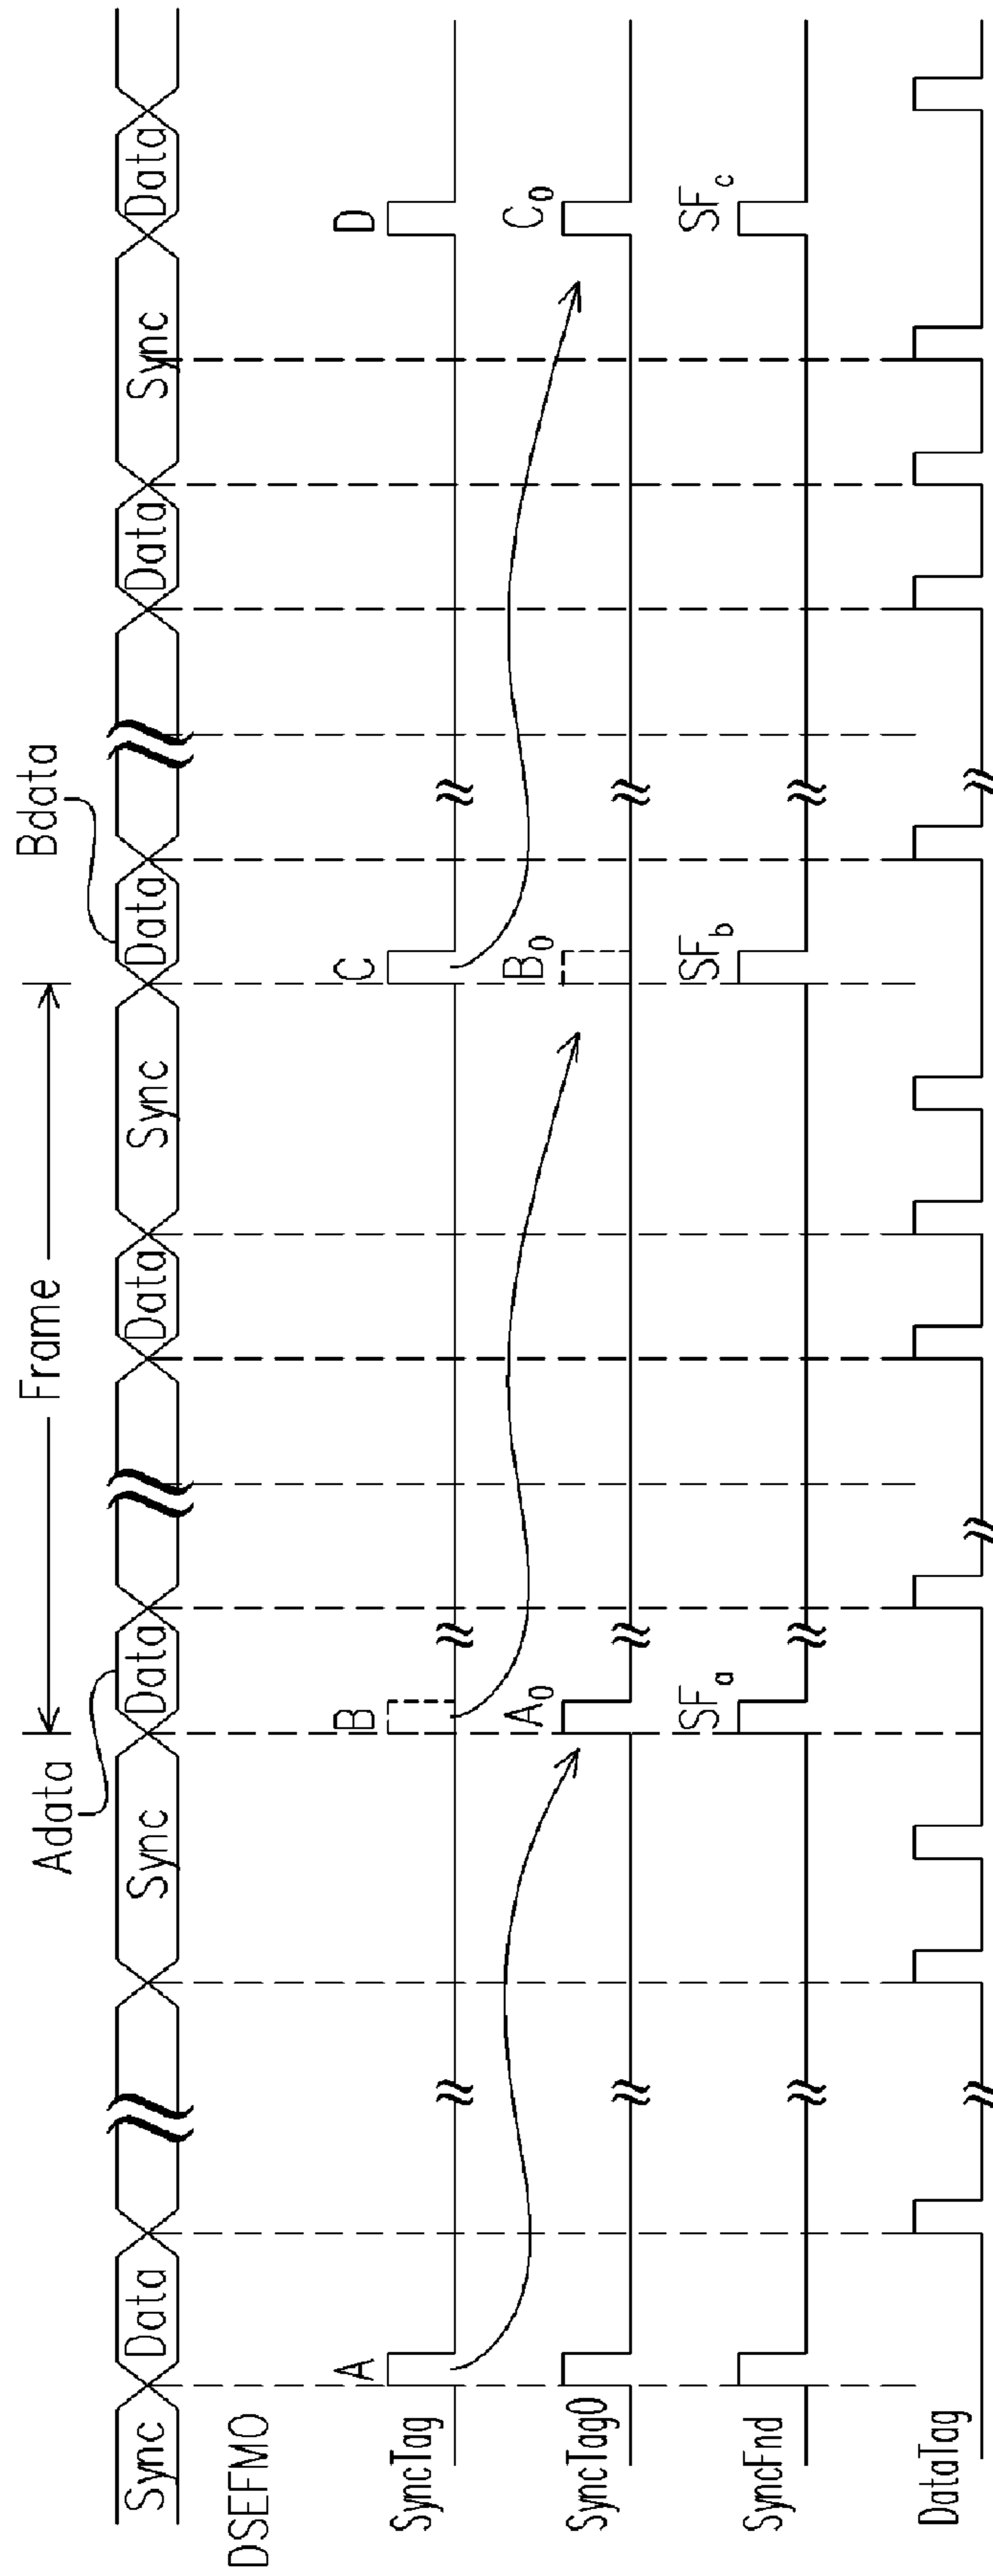 Adata
Frame
Bdata
Sync Data Sync Data Data Sync Data Data Sync Data
DSEFMO
SyncTag A B C D
SyncTag0 A0 B0 C0
SyncFnd SFa SFb SFc
DataTag